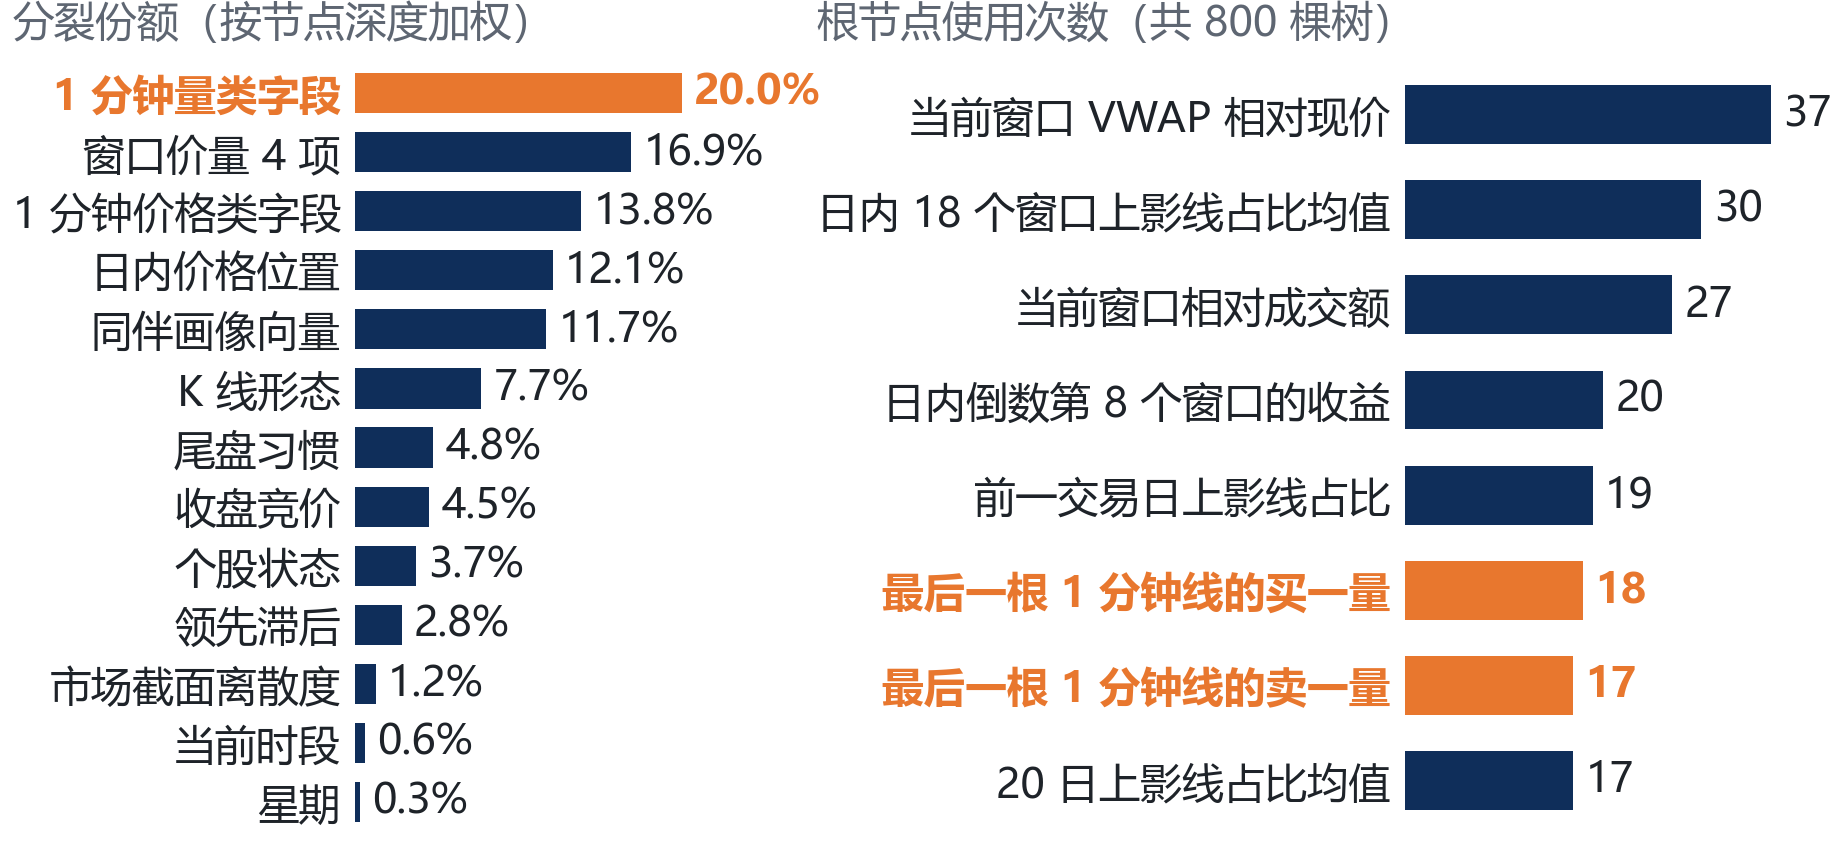 分裂份额（按节点深度加权）
1 分钟量类字段 20.0%
窗口价量 4 项 16.9%
1 分钟价格类字段 13.8%
日内价格位置 12.1%
同伴画像向量 11.7%
K 线形态 7.7%
尾盘习惯 4.8%
收盘竞价 4.5%
个股状态 3.7%
领先滞后 2.8%
市场截面离散度 1.2%
当前时段 0.6%
星期 0.3%
根节点使用次数（共 800 棵树）
当前窗口 VWAP 相对现价 37
日内 18 个窗口上影线占比均值 30
当前窗口相对成交额 27
日内倒数第 8 个窗口的收益 20
前一交易日上影线占比 19
最后一根 1 分钟线的买一量 18
最后一根 1 分钟线的卖一量 17
20 日上影线占比均值 17